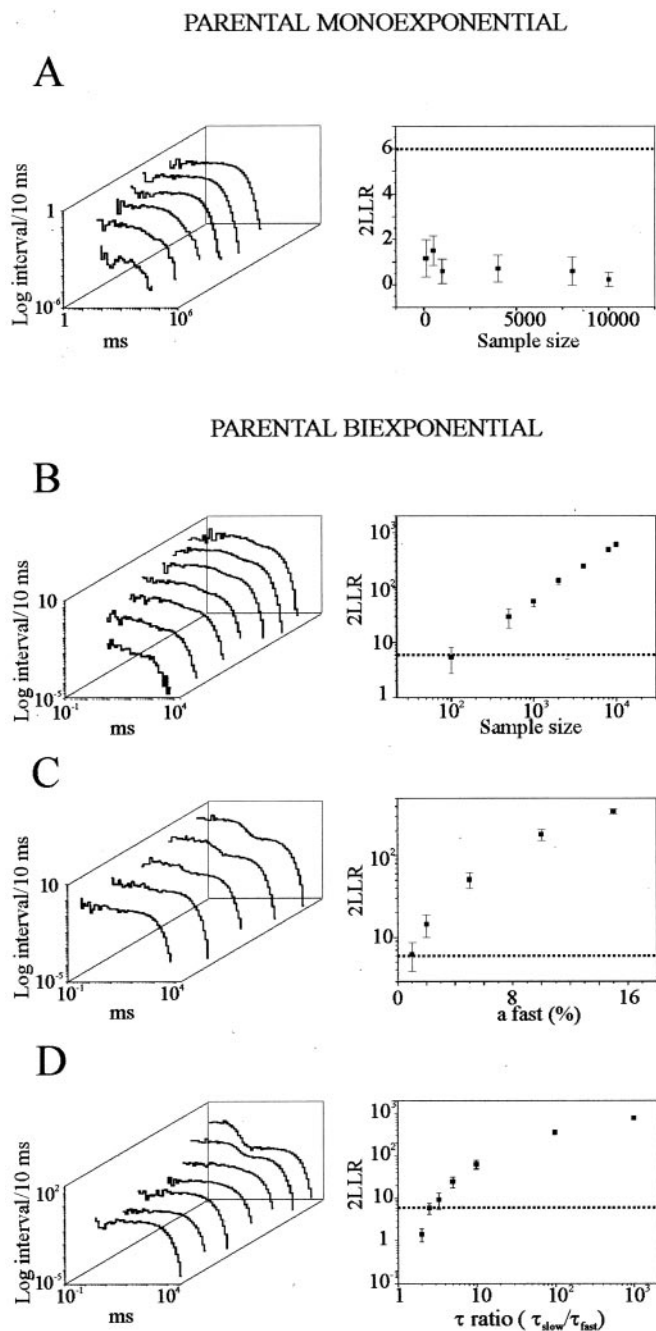 PARENTAL MONOEXPONENTIAL
A
Log interval/10 ms
1
10⁻⁶
1
10⁶
ms
2LLR
6
4
2
0
0
5000
10000
Sample size
PARENTAL BIEXPONENTIAL
B
Log interval/10 ms
10
10⁻⁵
10⁻¹
10⁴
ms
2LLR
10³
10²
10
1
10²
10³
10⁴
Sample size
C
Log interval/10 ms
10
10⁻⁵
10⁻¹
10⁴
ms
2LLR
10²
10
0
8
16
a fast (%)
D
Log interval/10 ms
10²
10⁻⁵
10⁻¹
10⁴
ms
2LLR
10³
10²
10
1
10⁻¹
1
10
10²
10³
τ ratio ( τslow/τfast)